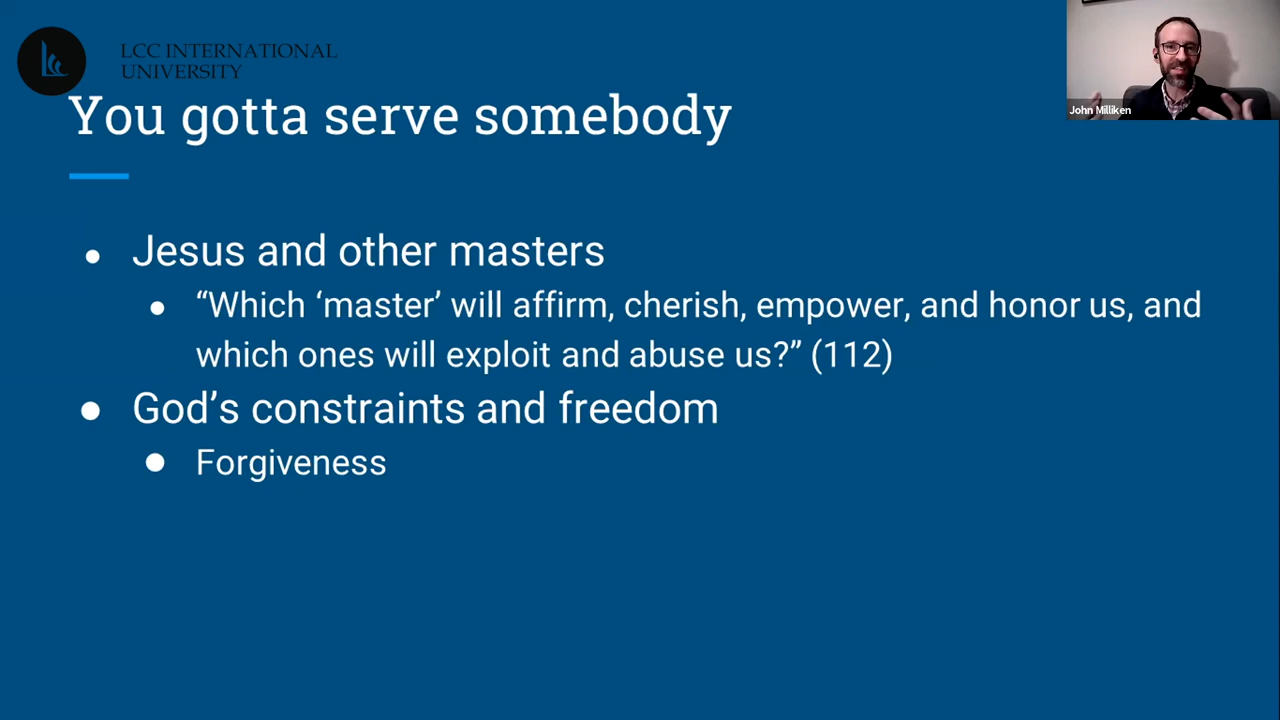 LCC INTERNATIONAL
UNIVERSITY
John Milliken
You gotta serve somebody
● Jesus and other masters
● “Which ‘master’ will affirm, cherish, empower, and honor us, and
which ones will exploit and abuse us?” (112)
● God’s constraints and freedom
● Forgiveness